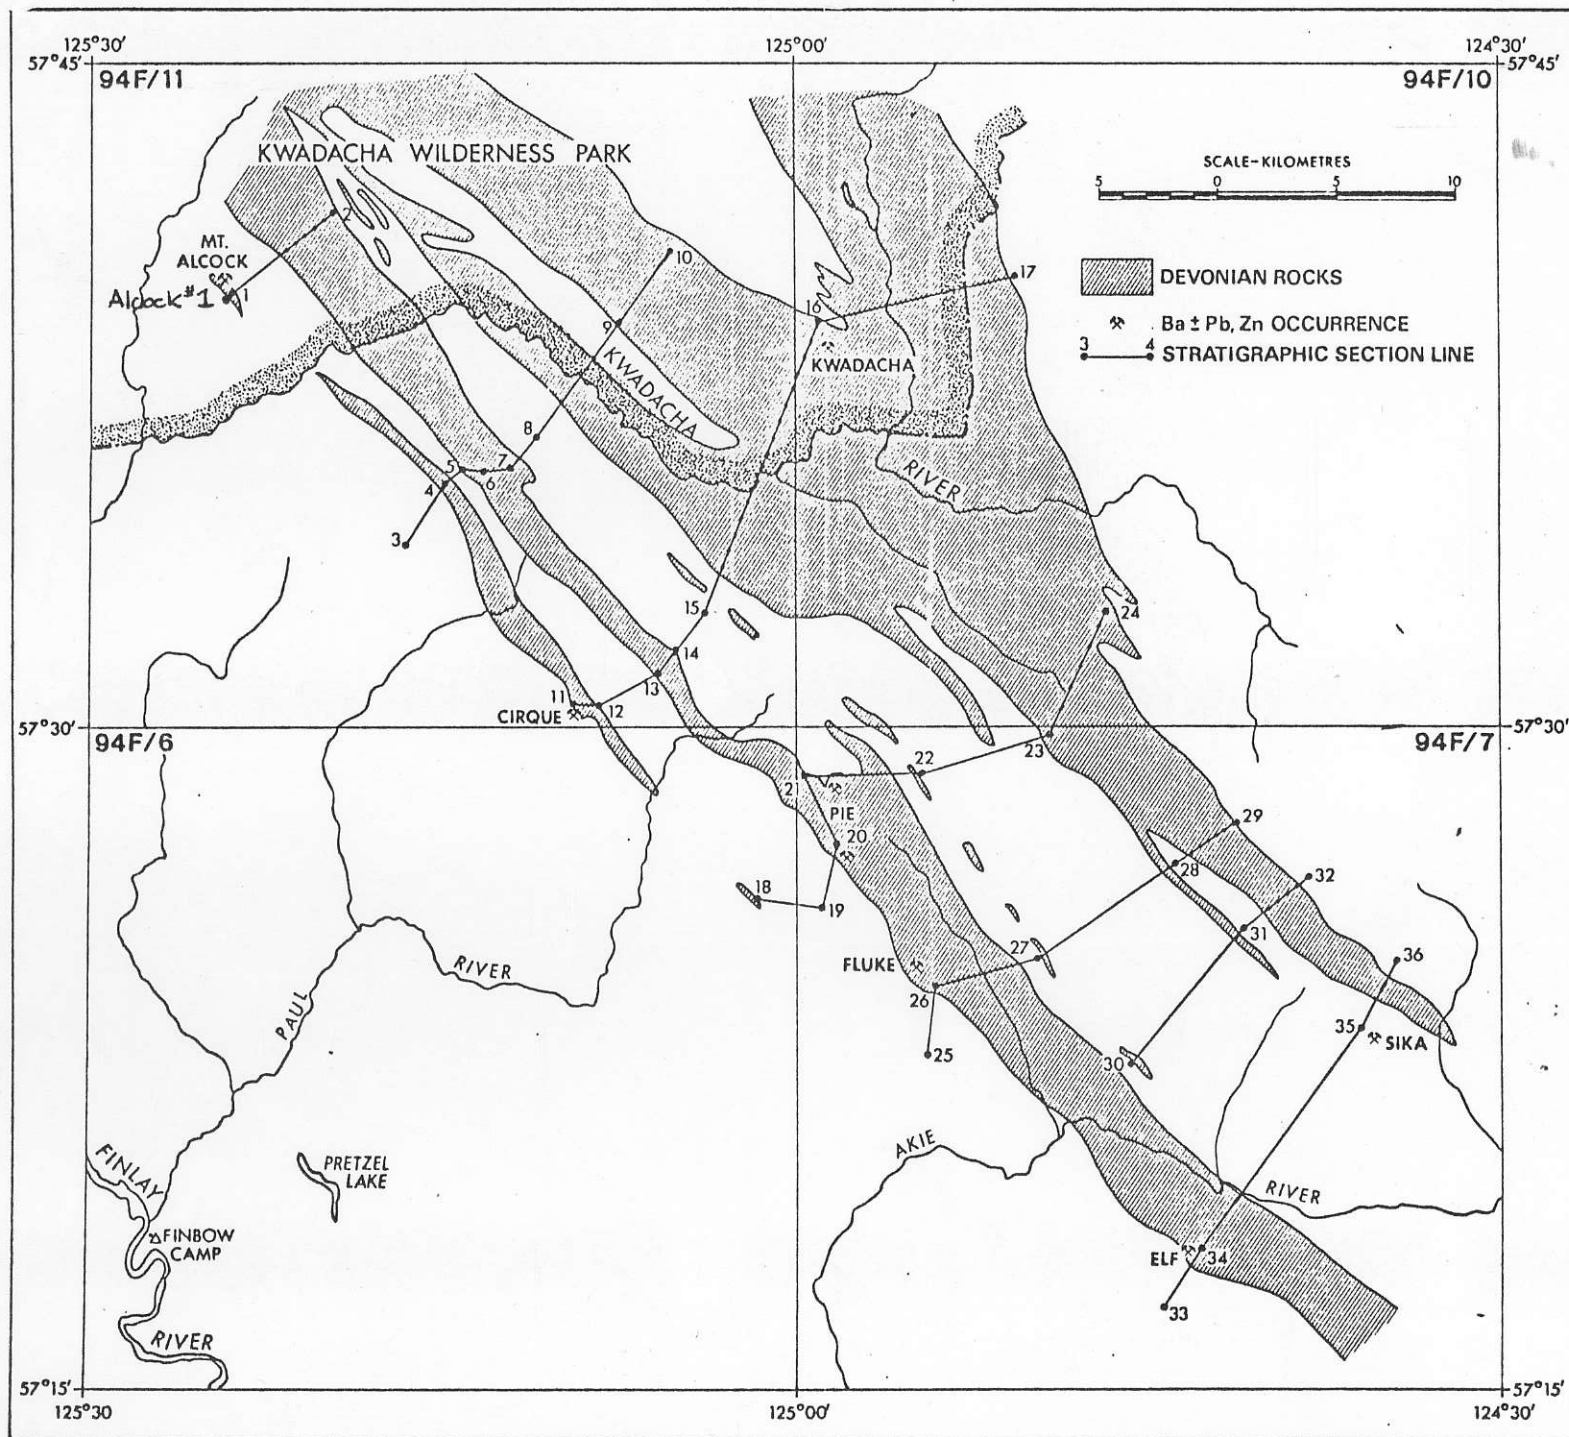 125°30'
125°00'
124°30'
57°45'
94F/11
94F/10
57°45'
KWADACHA WILDERNESS PARK
SCALE-KILOMETRES
5 0 5 10
DEVONIAN ROCKS
Ba ± Pb, Zn OCCURRENCE
3 4 STRATIGRAPHIC SECTION LINE
2
MT.
ALCOCK
Alcock #1
1
10
17
9
16
KWADACHA
KWADACHA
8
5
7
6
4
RIVER
3
15
24
14
13
11
12
CIRQUE
57°30'
94F/6
94F/7
57°30'
23
22
21
PIE
20
29
28
32
18
19
31
27
36
FLUKE
RIVER
26
PAUL
35
SIKA
25
30
AKIE
FINLAY
PRETZEL
LAKE
RIVER
FINBOW
CAMP
ELF
34
33
RIVER
57°15'
57°15'
125°30
125°00'
124°30'